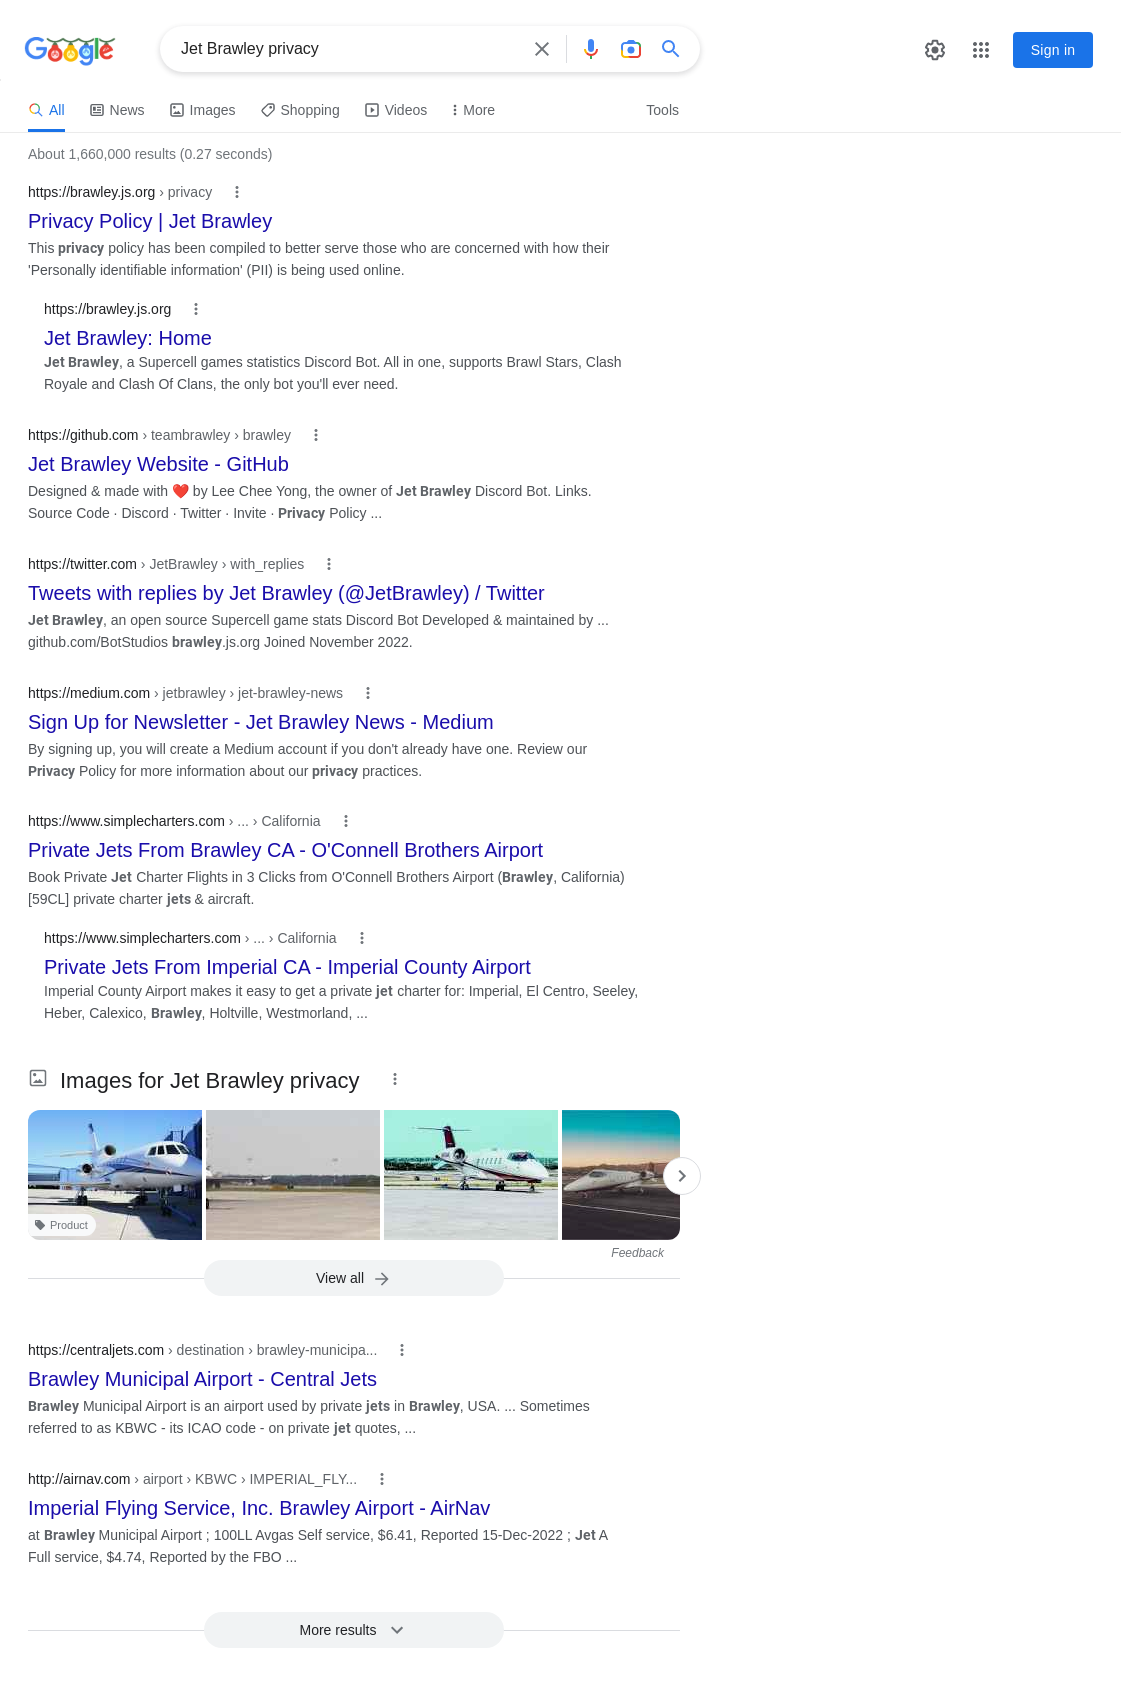 Google
Jet Brawley privacy
Sign in
All
News
Images
Shopping
Videos
More
Tools
About 1,660,000 results (0.27 seconds)
https://brawley.js.org › privacy
Privacy Policy | Jet Brawley
This privacy policy has been compiled to better serve those who are concerned with how their
'Personally identifiable information' (PII) is being used online.
https://brawley.js.org
Jet Brawley: Home
Jet Brawley, a Supercell games statistics Discord Bot. All in one, supports Brawl Stars, Clash
Royale and Clash Of Clans, the only bot you'll ever need.
https://github.com › teambrawley › brawley
Jet Brawley Website - GitHub
Designed & made with ❤️ by Lee Chee Yong, the owner of Jet Brawley Discord Bot. Links.
Source Code · Discord · Twitter · Invite · Privacy Policy ...
https://twitter.com › JetBrawley › with_replies
Tweets with replies by Jet Brawley (@JetBrawley) / Twitter
Jet Brawley, an open source Supercell game stats Discord Bot Developed & maintained by ...
github.com/BotStudios brawley.js.org Joined November 2022.
https://medium.com › jetbrawley › jet-brawley-news
Sign Up for Newsletter - Jet Brawley News - Medium
By signing up, you will create a Medium account if you don't already have one. Review our
Privacy Policy for more information about our privacy practices.
https://www.simplecharters.com › ... › California
Private Jets From Brawley CA - O'Connell Brothers Airport
Book Private Jet Charter Flights in 3 Clicks from O'Connell Brothers Airport (Brawley, California)
[59CL] private charter jets & aircraft.
https://www.simplecharters.com › ... › California
Private Jets From Imperial CA - Imperial County Airport
Imperial County Airport makes it easy to get a private jet charter for: Imperial, El Centro, Seeley,
Heber, Calexico, Brawley, Holtville, Westmorland, ...
Images for Jet Brawley privacy
Product
Feedback
View all
https://centraljets.com › destination › brawley-municipa...
Brawley Municipal Airport - Central Jets
Brawley Municipal Airport is an airport used by private jets in Brawley, USA. ... Sometimes
referred to as KBWC - its ICAO code - on private jet quotes, ...
http://airnav.com › airport › KBWC › IMPERIAL_FLY...
Imperial Flying Service, Inc. Brawley Airport - AirNav
at Brawley Municipal Airport ; 100LL Avgas Self service, $6.41, Reported 15-Dec-2022 ; Jet A
Full service, $4.74, Reported by the FBO ...
More results